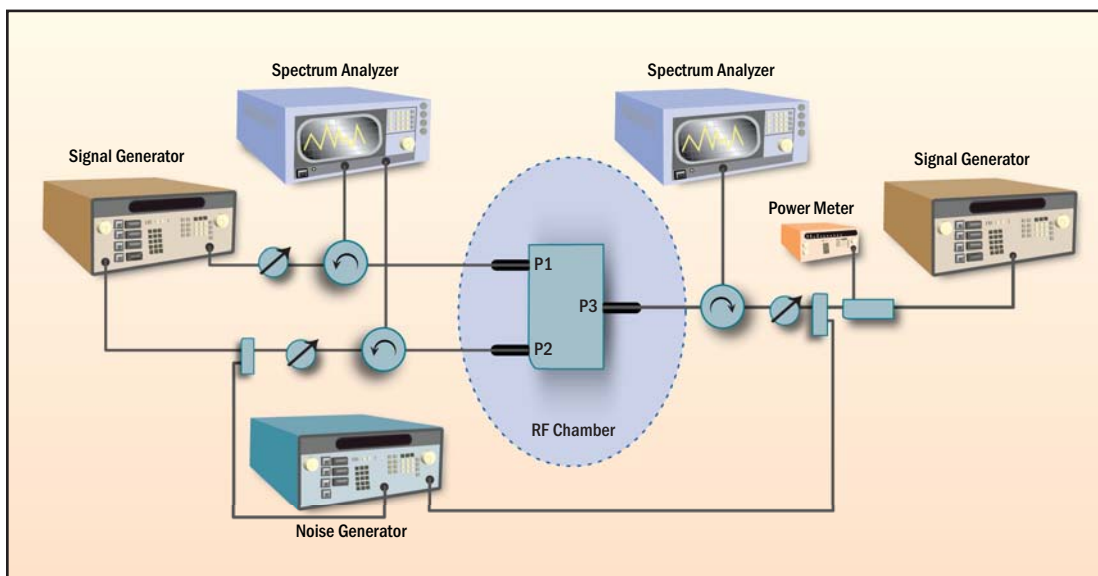 Spectrum Analyzer
Spectrum Analyzer
Signal Generator
Signal Generator
Power Meter
P1
P3
P2
RF Chamber
Noise Generator